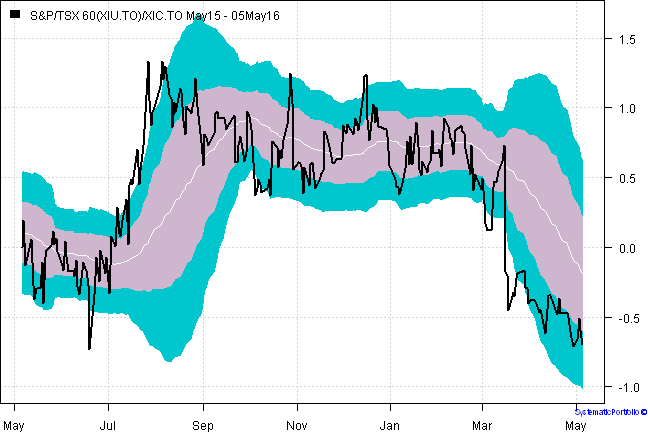 S&P/TSX 60(XIU.TO)/XIC.TO May15 - 05May16
1.5
1.0
0.5
0.0
-0.5
-1.0
SystematicPortfolio ©
May Jul Sep Nov Jan Mar May